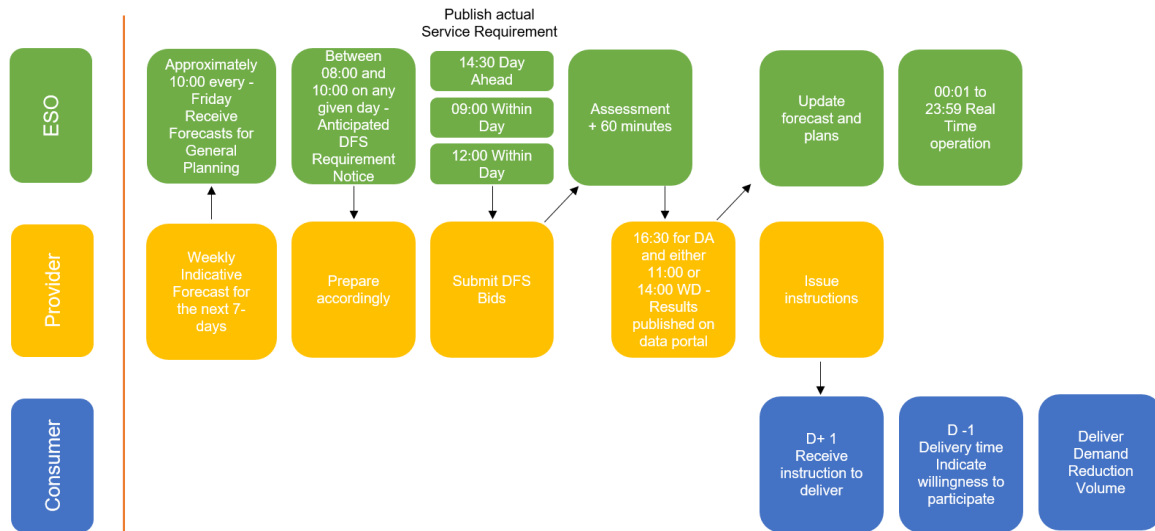 Publish actual
Service Requirement
ESO
Approximately
10:00 every -
Friday
Receive
Forecasts for
General
Planning
Between
08:00 and
10:00 on any
given day -
Anticipated
DFS
Requirement
Notice
14:30 Day
Ahead
09:00 Within
Day
12:00 Within
Day
Assessment
+ 60 minutes
Update
forecast and
plans
00:01 to
23:59 Real
Time
operation
Provider
Weekly
Indicative
Forecast for
the next 7-
days
Prepare
accordingly
Submit DFS
Bids
16:30 for DA
and either
11:00 or
14:00 WD -
Results
published on
data portal
Issue
instructions
Consumer
D+ 1
Receive
instruction to
deliver
D -1
Delivery time
Indicate
willingness to
participate
Deliver
Demand
Reduction
Volume